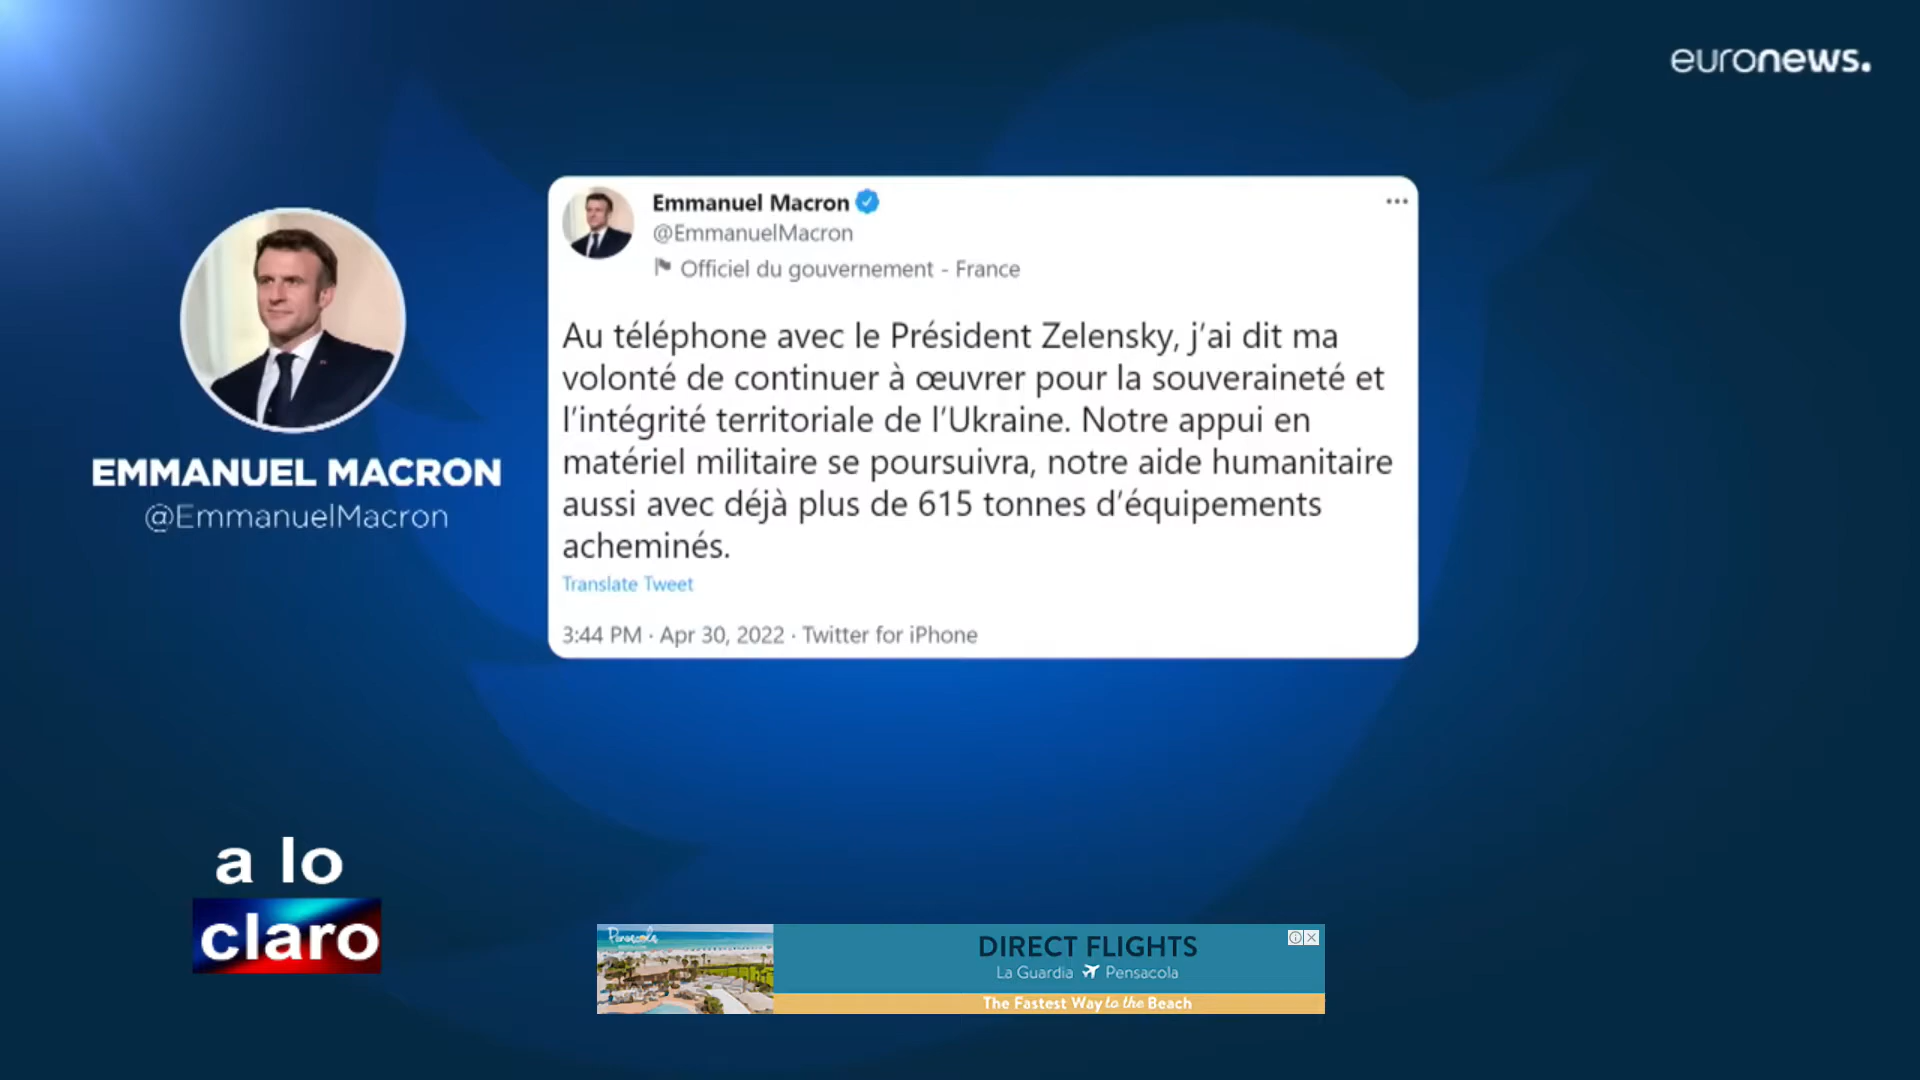 euronews.
Emmanuel Macron
@EmmanuelMacron
Officiel du gouvernement - France
Au téléphone avec le Président Zelensky, j’ai dit ma
volonté de continuer à œuvrer pour la souveraineté et
l’intégrité territoriale de l’Ukraine. Notre appui en
matériel militaire se poursuivra, notre aide humanitaire
aussi avec déjà plus de 615 tonnes d’équipements
acheminés.
Translate Tweet
3:44 PM · Apr 30, 2022 · Twitter for iPhone
EMMANUEL MACRON
@EmmanuelMacron
a lo
claro
Pensacola
DIRECT FLIGHTS
La Guardia Pensacola
The Fastest Way to the Beach